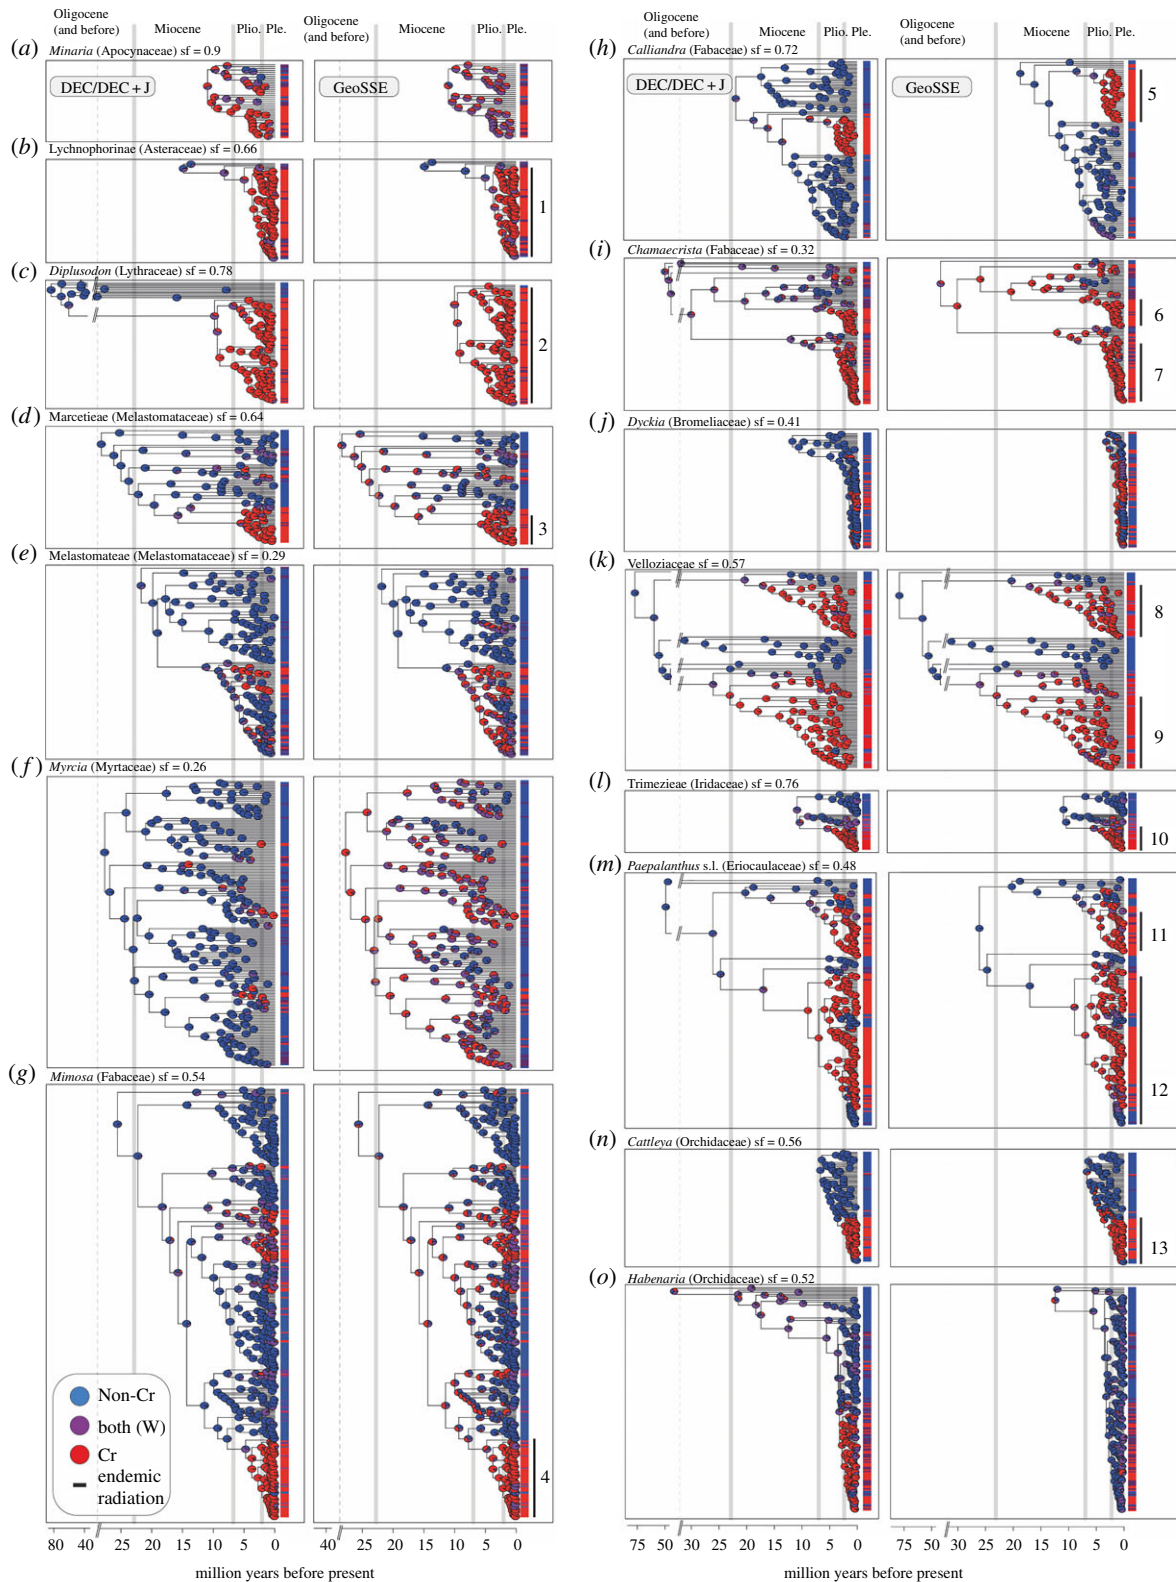 Oligocene
(and before)
Miocene
Plio.
Ple.
Oligocene
(and before)
Miocene
Plio.
Ple.
(a)
Minaria (Apocynaceae) sf = 0.9
DEC/DEC + J
GeoSSE
(b)
Lychnophorinae (Asteraceae) sf = 0.66
1
(c)
Diplusodon (Lythraceae) sf = 0.78
2
(d)
Marcetieae (Melastomataceae) sf = 0.64
3
(e)
Melastomateae (Melastomataceae) sf = 0.29
(f)
Myrcia (Myrtaceae) sf = 0.26
(g)
Mimosa (Fabaceae) sf = 0.54
4
Non-Cr
both (W)
Cr
endemic
radiation
80 40 25 20 15 10 5 0
40 25 20 15 10 5 0
million years before present
Oligocene
(and before)
Miocene
Plio.
Ple.
Oligocene
(and before)
Miocene
Plio.
Ple.
(h)
Calliandra (Fabaceae) sf = 0.72
DEC/DEC + J
GeoSSE
5
(i)
Chamaecrista (Fabaceae) sf = 0.32
6
7
(j)
Dyckia (Bromeliaceae) sf = 0.41
(k)
Velloziaceae sf = 0.57
8
9
(l)
Trimezieae (Iridaceae) sf = 0.76
10
(m)
Paepalanthus s.l. (Eriocaulaceae) sf = 0.48
11
12
(n)
Cattleya (Orchidaceae) sf = 0.56
13
(o)
Habenaria (Orchidaceae) sf = 0.52
75 50 30 25 20 15 10 5 0
75 50 30 25 20 15 10 5 0
million years before present